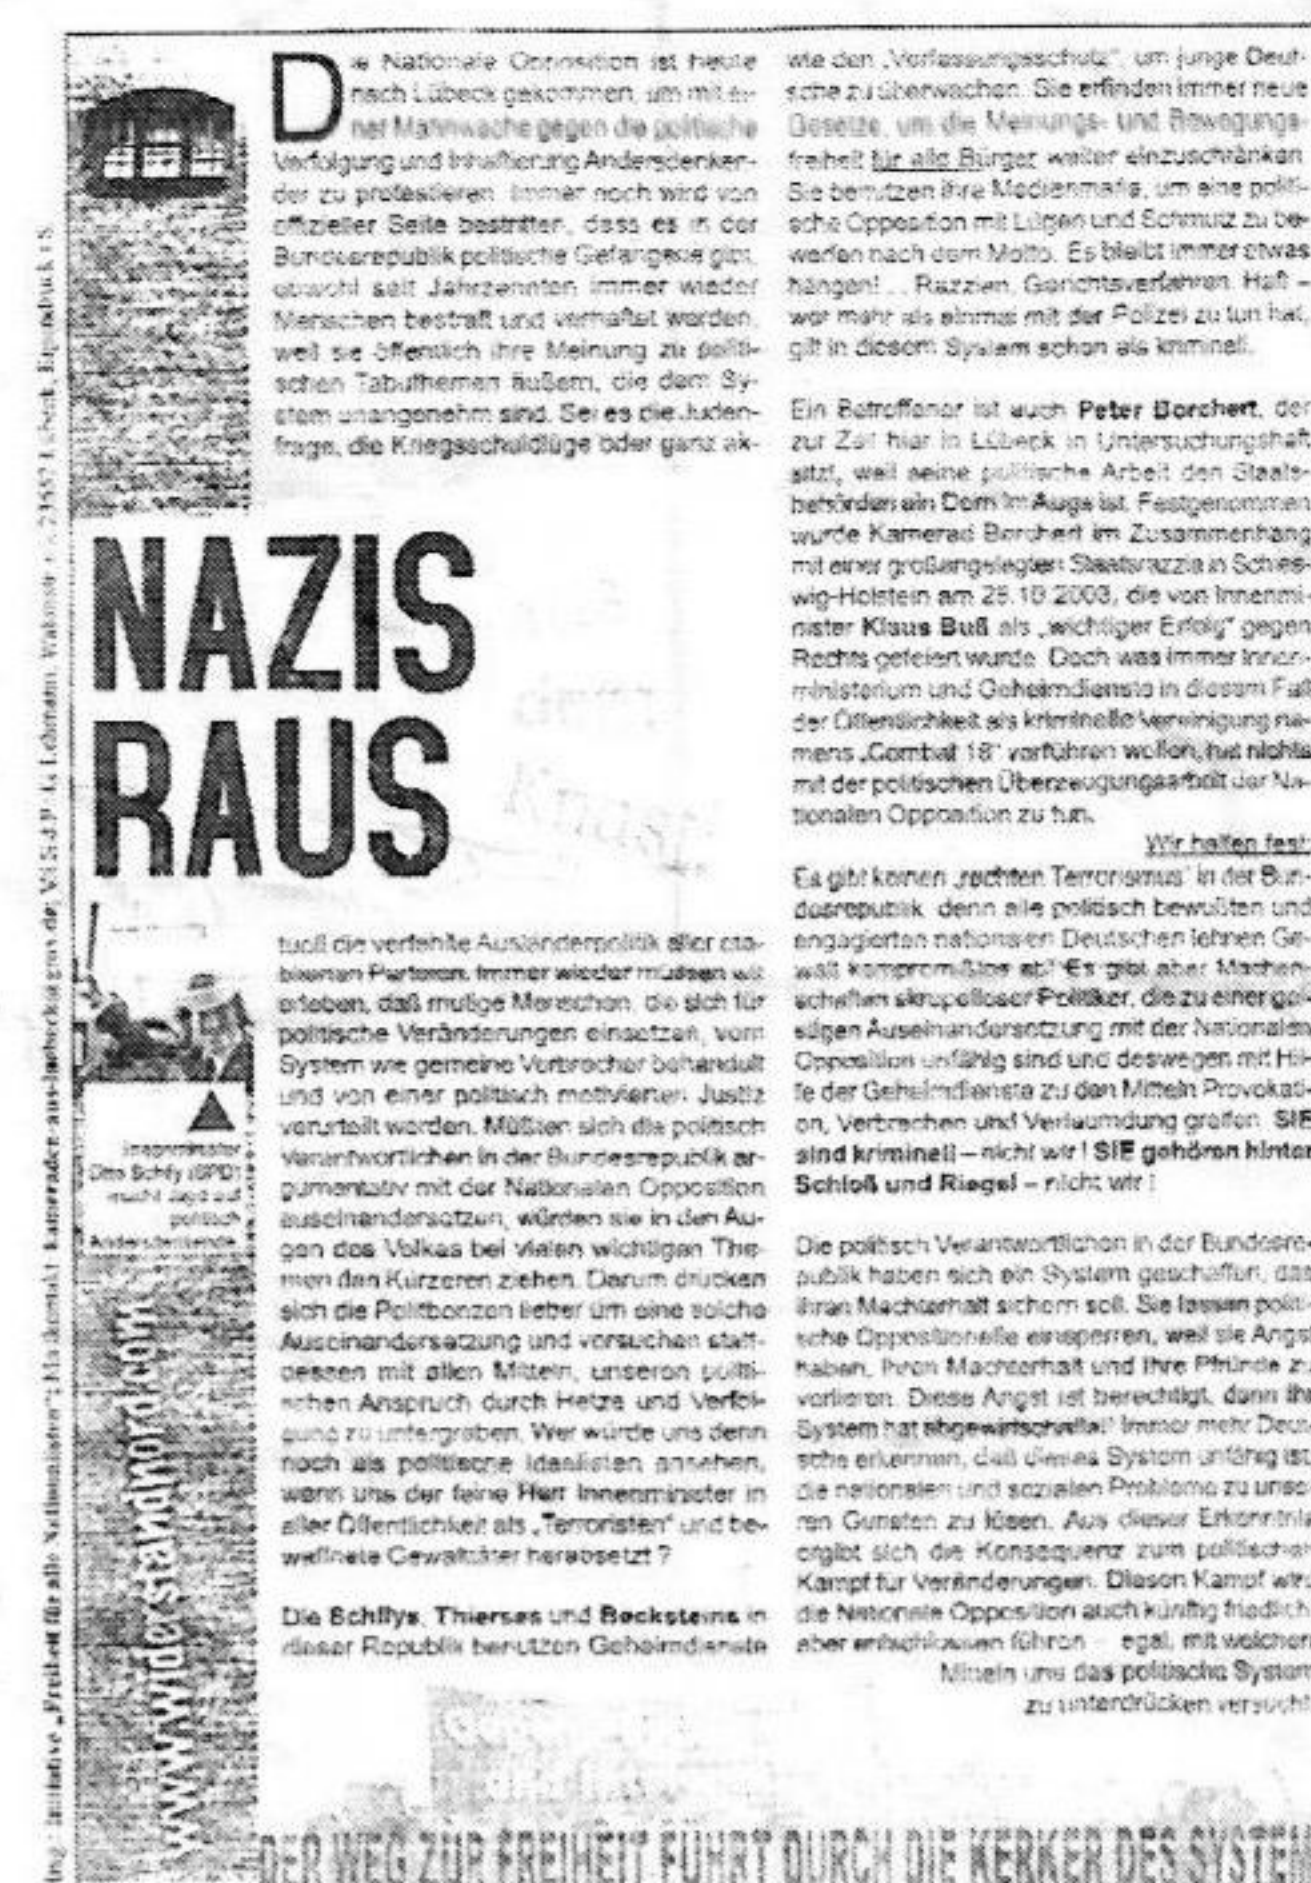 Die Nationale Opposition ist heute
nach Lübeck gekommen, um mit ei-
ner Mahnwache gegen die politische
Verfolgung und Inhaftierung Andersdenken-
der zu protestieren. Immer noch wird von
offizieller Seite bestritten, dass es in der
Bundesrepublik politische Gefangene gibt,
obwohl seit Jahrzehnten immer wieder
Menschen bestraft und verhaftet werden,
weil sie öffentlich ihre Meinung zu politi-
schen Tabuthemen äußern, die dem Sy-
stem unangenehm sind. Sei es die Juden-
frage, die Kriegsschuldlüge oder ganz ak-
NAZIS
RAUS
tuell die verfehlte Ausländerpolitik aller eta-
blierten Parteien. Immer wieder müssen wir
erleben, daß mutige Menschen, die sich für
politische Veränderungen einsetzen, vom
System wie gemeine Verbrecher behandelt
und von einer politisch motivierten Justiz
verurteilt werden. Müßten sich die politisch
Verantwortlichen in der Bundesrepublik ar-
gumentativ mit der Nationalen Opposition
auseinandersetzen, würden sie in den Au-
gen des Volkes bei vielen wichtigen The-
men den Kürzeren ziehen. Darum drücken
sich die Politbonzen lieber um eine solche
Auseinandersetzung und versuchen statt-
dessen mit allen Mitteln, unseren politi-
schen Anspruch durch Hetze und Verfol-
gung zu untergraben. Wer würde uns denn
noch als politische Idealisten ansehen,
wenn uns der feine Herr Innenminister in
aller Öffentlichkeit als „Terroristen“ und be-
waffnete Gewalttäter herabsetzt ?
Die Schilys, Thierses und Becksteins in
dieser Republik benutzen Geheimdienste
wie den „Verfassungsschutz“, um junge Deut-
sche zu überwachen. Sie erfinden immer neue
Gesetze, um die Meinungs- und Bewegungs-
freiheit für alle Bürger weiter einzuschränken.
Sie benutzen ihre Medienmafia, um eine politi-
sche Opposition mit Lügen und Schmutz zu be-
werfen nach dem Motto: Es bleibt immer etwas
hängen!... Razzien, Gerichtsverfahren, Haft –
wer mehr als einmal mit der Polizei zu tun hat,
gilt in diesem System schon als kriminell.
Ein Betroffener ist auch Peter Borchert, der
zur Zeit hier in Lübeck in Untersuchungshaft
sitzt, weil seine politische Arbeit den Staats-
behörden ein Dorn im Auge ist. Festgenommen
wurde Kamerad Borchert im Zusammenhang
mit einer großangelegten Staatsrazzia in Schles-
wig-Holstein am 28.10.2003, die von Innenmi-
nister Klaus Buß als „wichtiger Erfolg“ gegen
Rechts gefeiert wurde. Doch was immer Innen-
ministerium und Geheimdienste in diesem Fall
der Öffentlichkeit als kriminelle Vereinigung na-
mens „Combat 18“ vorführen wollen, hat nichts
mit der politischen Überzeugungsarbeit der Na-
tionalen Opposition zu tun.
Wir halten fest:
Es gibt keinen „rechten Terrorismus“ in der Bun-
desrepublik, denn alle politisch bewußten und
engagierten nationalen Deutschen lehnen Ge-
walt kompromißlos ab! Es gibt aber Machen-
schaften skrupelloser Politiker, die zu einer gei-
stigen Auseinandersetzung mit der Nationalen
Opposition unfähig sind und deswegen mit Hil-
fe der Geheimdienste zu den Mitteln Provokati-
on, Verbrechen und Verleumdung greifen. SIE
sind kriminell – nicht wir ! SIE gehören hinter
Schloß und Riegel – nicht wir !
Die politisch Verantwortlichen in der Bundesre-
publik haben sich ein System geschaffen, das
ihren Machterhalt sichern soll. Sie lassen politi-
sche Oppositionelle einsperren, weil sie Angst
haben, ihren Machterhalt und ihre Pfründe zu
verlieren. Diese Angst ist berechtigt, denn ihr
System hat abgewirtschaftet! Immer mehr Deut-
sche erkennen, daß dieses System unfähig ist,
die nationalen und sozialen Probleme zu unse-
ren Gunsten zu lösen. Aus dieser Erkenntnis
ergibt sich die Konsequenz zum politischen
Kampf für Veränderungen. Diesen Kampf wird
die Nationale Opposition auch künftig friedlich,
aber entschlossen führen – egal, mit welchen
Mitteln uns das politische System
zu unterdrücken versucht
Innenminister
Otto Schily (SPD)
macht Jagd auf
politisch
Andersdenkende
www.widerstandnord.com
Initiative „Freiheit für alle Nationalisten“; Lehmann,
DER WEG ZUR FREIHEIT FÜHRT DURCH DIE KERKER DES SYSTEM